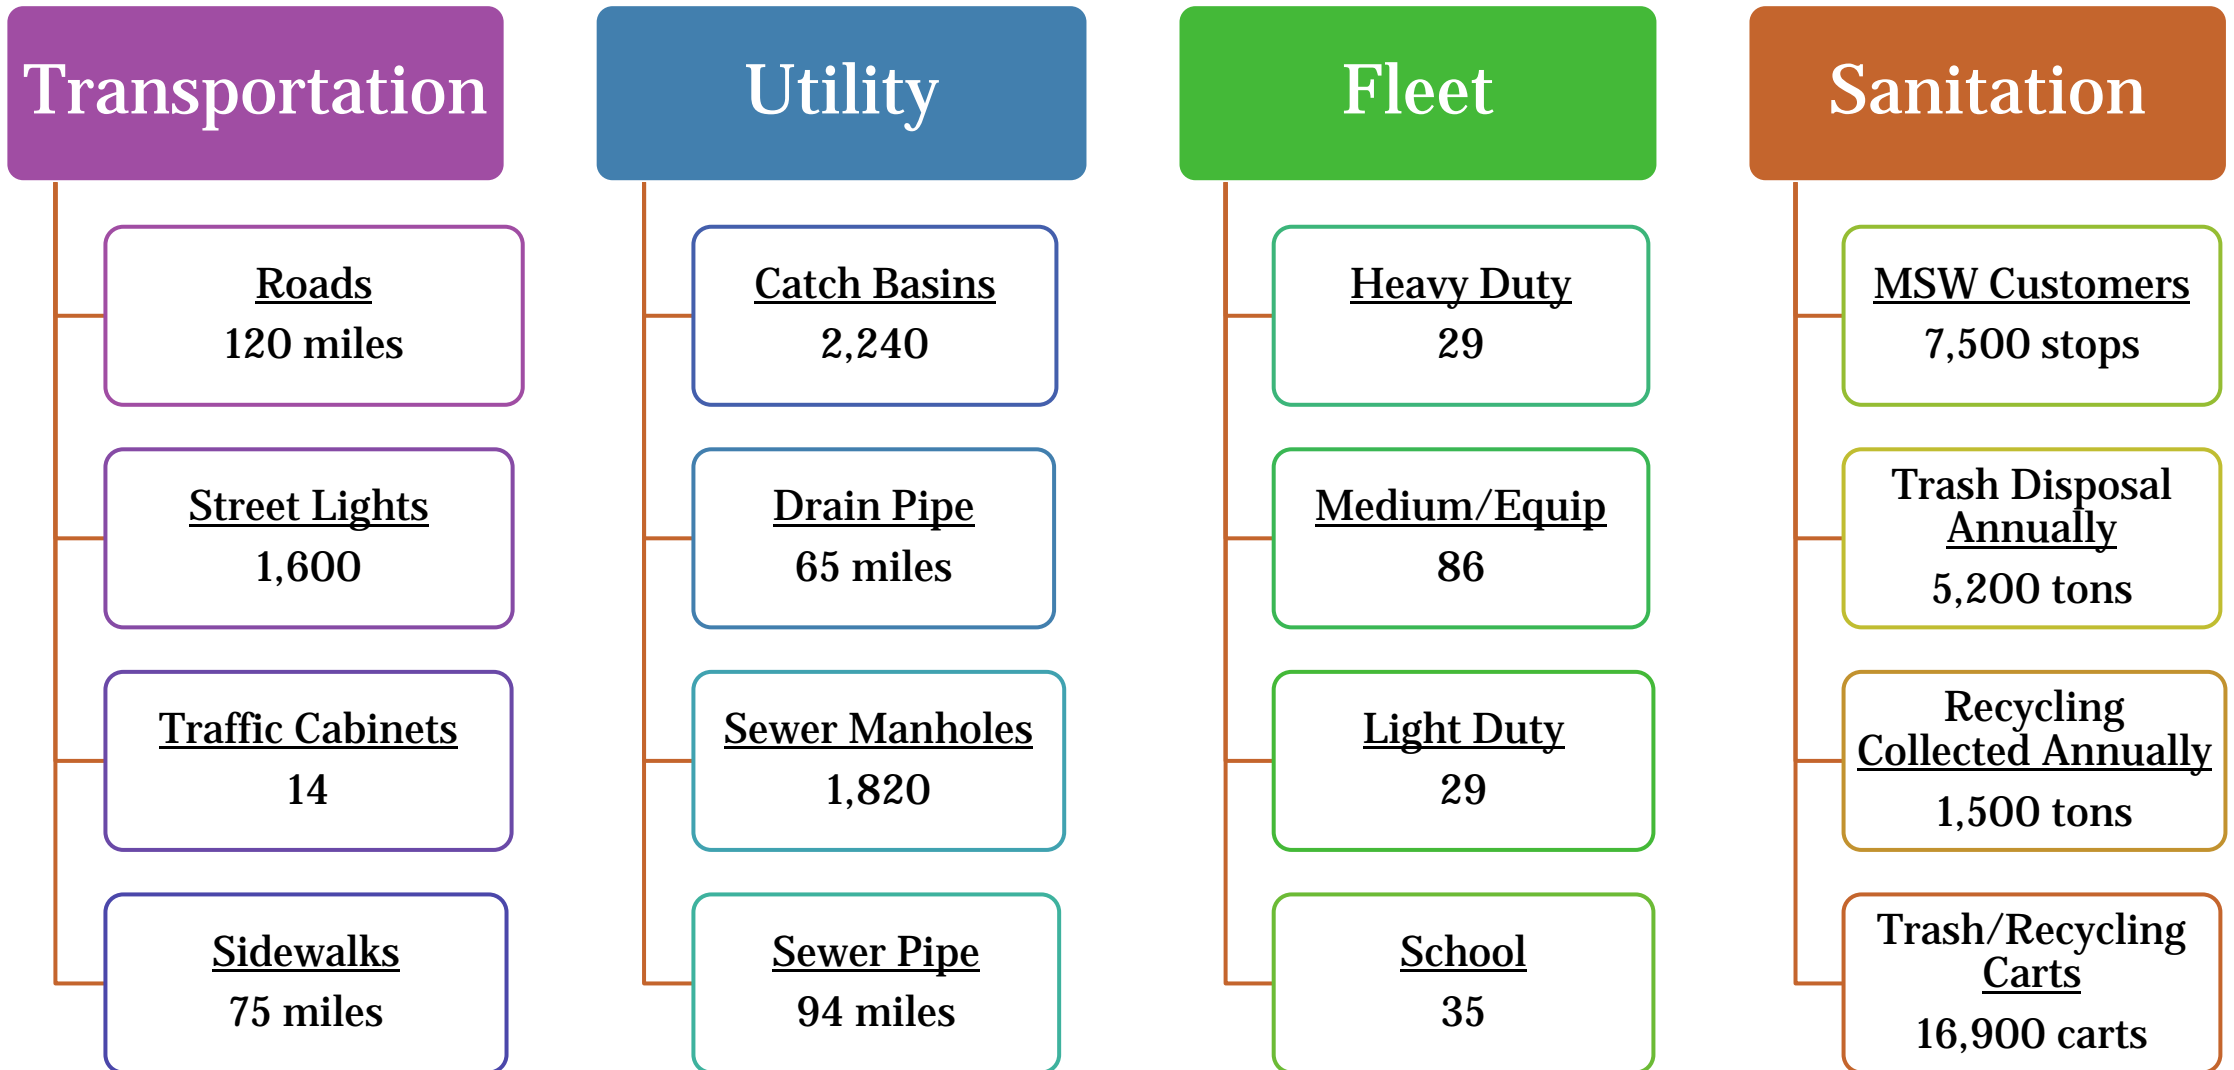 Transportation
Roads
120 miles
Street Lights
1,600
Traffic Cabinets
14
Sidewalks
75 miles
Utility
Catch Basins
2,240
Drain Pipe
65 miles
Sewer Manholes
1,820
Sewer Pipe
94 miles
Fleet
Heavy Duty
29
Medium/Equip
86
Light Duty
29
School
35
Sanitation
MSW Customers
7,500 stops
Trash Disposal
Annually
5,200 tons
Recycling
Collected Annually
1,500 tons
Trash/Recycling
Carts
16,900 carts